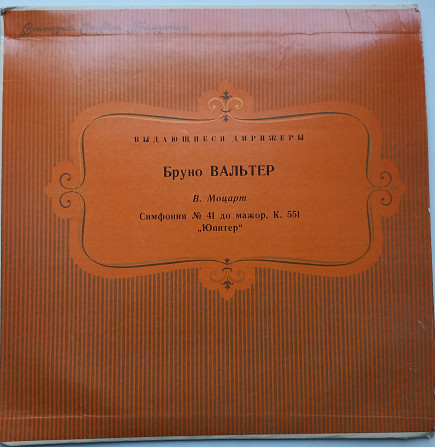 ВЫДАЮЩИЕСЯ ДИРИЖЕРЫ
Бруно ВАЛЬТЕР
В. Моцарт
Симфония № 41 до мажор, К. 551
„Юпитер“